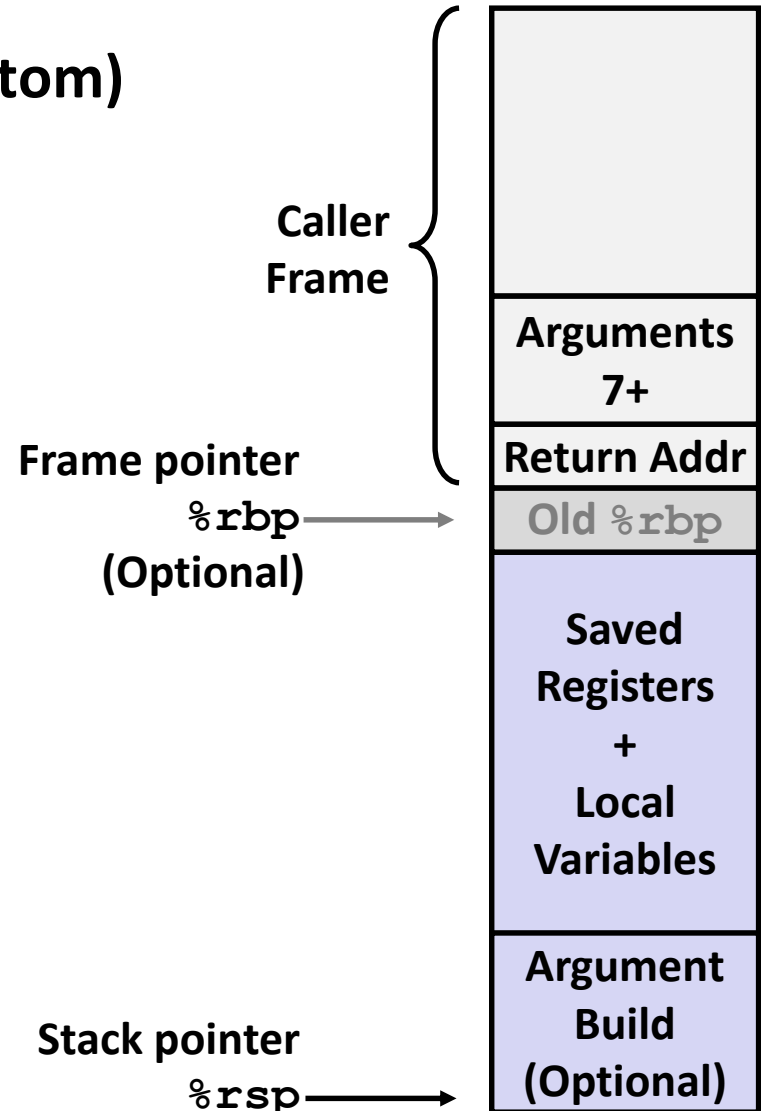 tom)
Caller
Frame
Arguments
7+
Return Addr
Frame pointer
%rbp
(Optional)
Old %rbp
Saved
Registers
+
Local
Variables
Argument
Build
(Optional)
Stack pointer
%rsp